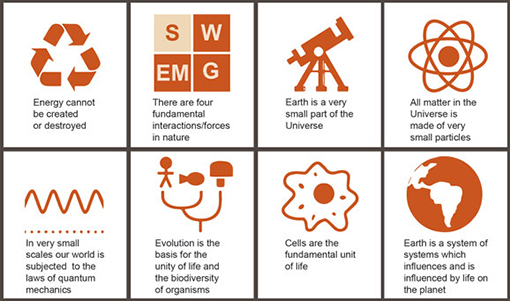 S W
EM G
Energy cannot
be created
or destroyed
There are four
fundamental
interactions/forces
in nature
Earth is a very
small part of the
Universe
All matter in the
Universe is
made of very
small particles
In very small
scales our world is
subjected to the
laws of quantum
mechanics
Evolution is the
basis for the
unity of life and
the biodiversity
of organisms
Cells are the
fundamental unit
of life
Earth is a system of
systems which
influences and is
influenced by life on
the planet